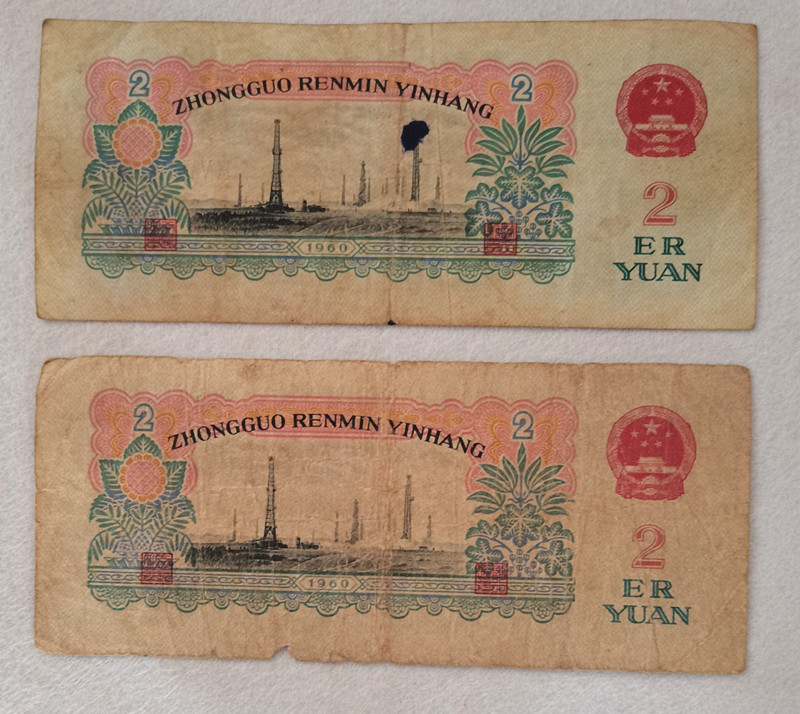 2 2
ZHONGGUO RENMIN YINHANG
1960
2
ER
YUAN
2 2
ZHONGGUO RENMIN YINHANG
1960
2
ER
YUAN